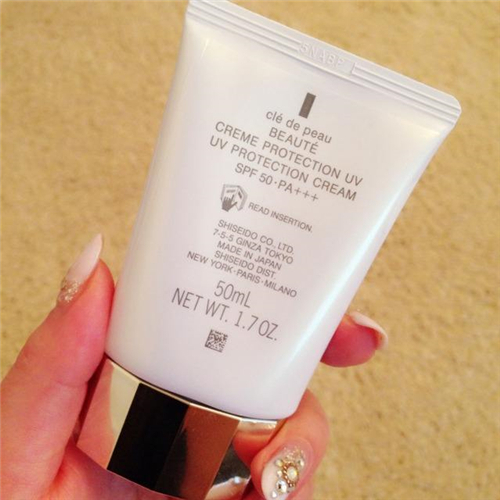 clé de peau
BEAUTÉ
CREME PROTECTION UV
UV PROTECTION CREAM
SPF 50·PA+++
READ INSERTION.
SHISEIDO CO., LTD.
7-5-5 GINZA TOKYO
MADE IN JAPAN
SHISEIDO DIST.
NEW YORK·PARIS·MILANO
50mL
NET WT. 1.7 OZ.